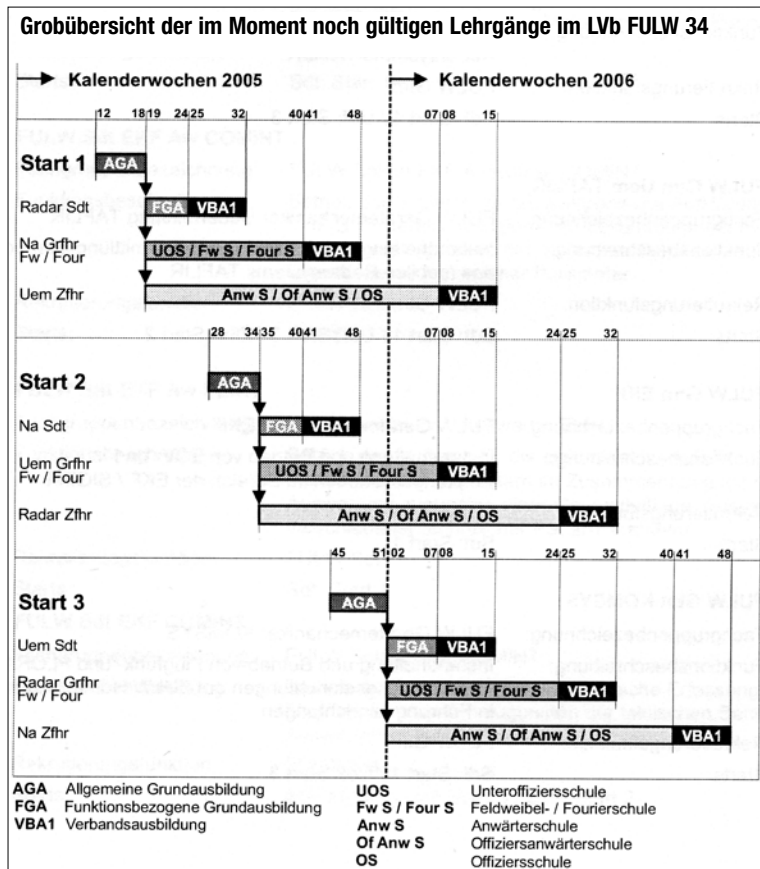 Grobübersicht der im Moment noch gültigen Lehrgänge im LVb FULW 34
Kalenderwochen 2005 Kalenderwochen 2006
12 18 19 24 25 32 40 41 48 07 08 15
Start 1 AGA
Radar Sdt FGA VBA1
Na Grfhr
Fw / Four UOS / Fw S / Four S VBA1
Uem Zfhr Anw S / Of Anw S / OS VBA1
28 34 35 40 41 48 07 08 15 24 25 32
Start 2 AGA
Na Sdt FGA VBA1
Uem Grfhr
Fw / Four UOS / Fw S / Four S VBA1
Radar Zfhr Anw S / Of Anw S / OS VBA1
45 51 02 07 08 15 24 25 32 40 41 48
Start 3 AGA
Uem Sdt FGA VBA1
Radar Grfhr
Fw / Four UOS / Fw S / Four S VBA1
Na Zfhr Anw S / Of Anw S / OS VBA1
AGA Allgemeine Grundausbildung
FGA Funktionsbezogene Grundausbildung
VBA1 Verbandsausbildung
UOS Unteroffiziersschule
Fw S / Four S Feldweibel- / Fourierschule
Anw S Anwärterschule
Of Anw S Offiziersanwärterschule
OS Offiziersschule